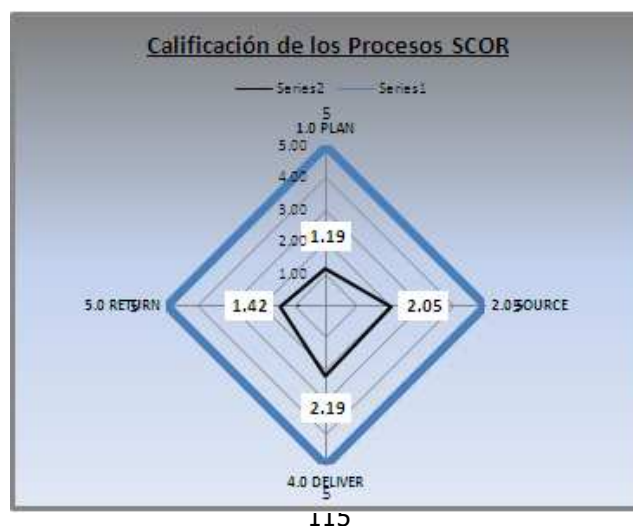 Calificación de los Procesos SCOR
Series2 Series1
5
1.0 PLAN
5.00
4.00
3.00
2.00
1.19
1.00
5.0 RETURN
5
1.42
2.05
2.0 SOURCE
5
2.19
4.0 DELIVER
5
115